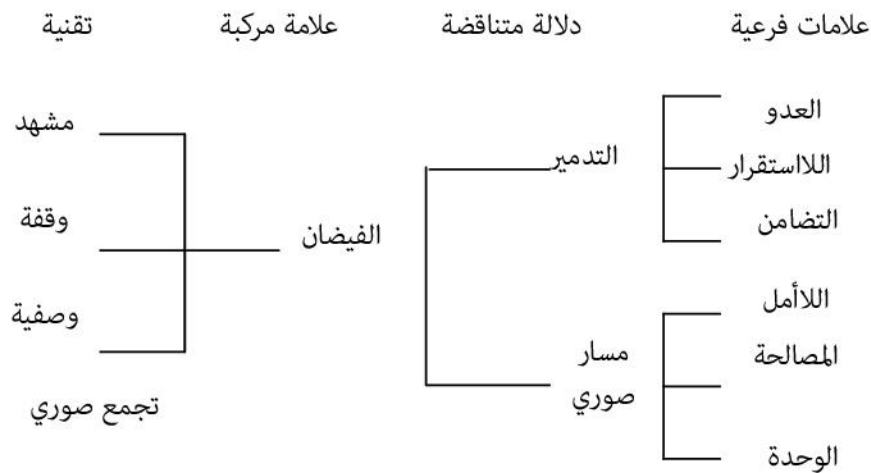 علامات فرعية
دلالة متناقضة
علامة مركبة
تقنية
العدو
مشهد
التدمير
اللااستقرار
وقفة
التضامن
الفيضان
وصفية
اللاأمل
مسار
المصالحة
صوري
تجمع صوري
الوحدة